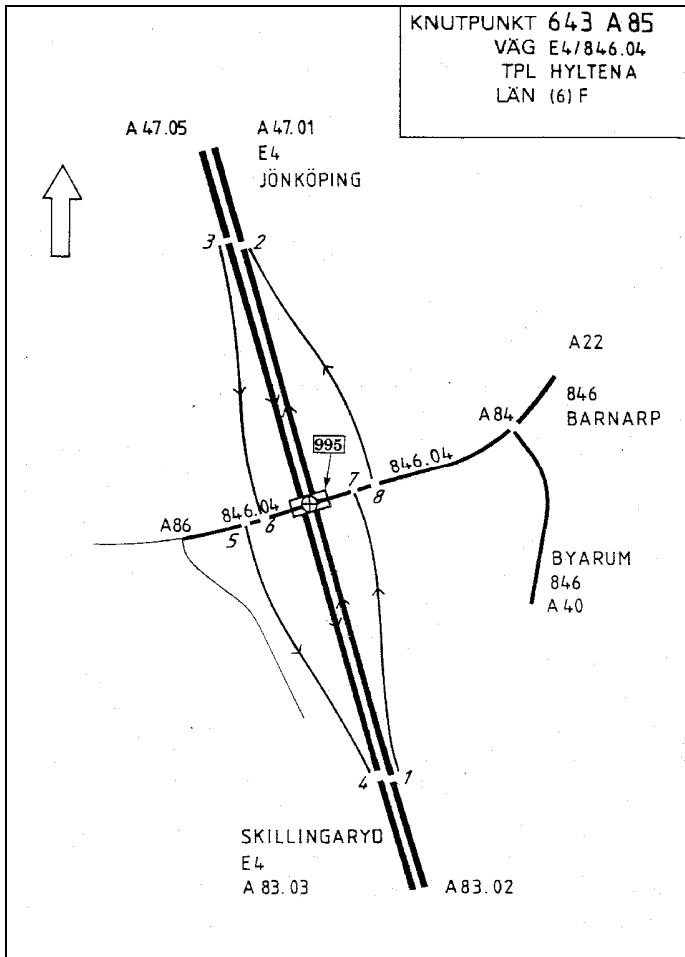 KNUTPUNKT 643 A 85
VÄG E4/846.04
TPL HYLTENA
LÄN (6) F
A 47.05
A 47.01
E4
JÖNKÖPING
3
2
A22
846
BARNARP
A84
995
846.04
7
8
846.04
A86
5
6
BYARUM
846
A 40
4
1
SKILLINGARYD
E4
A 83.03
A 83.02